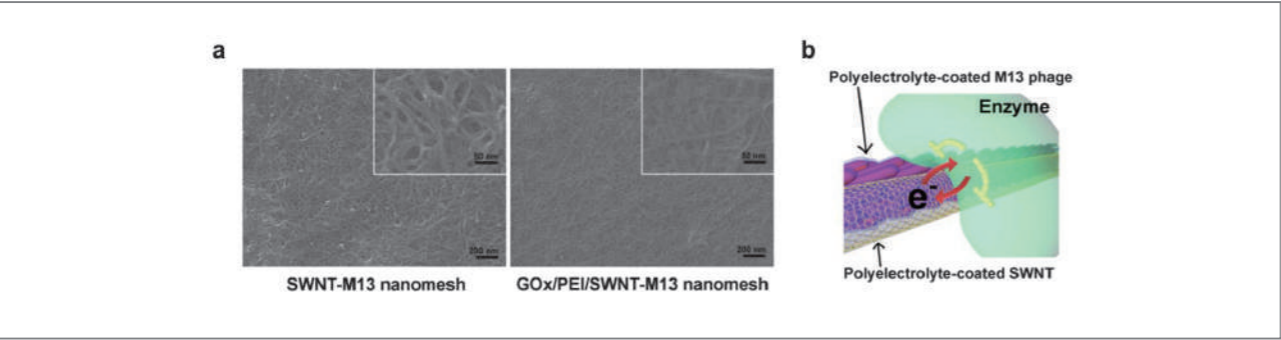 a
50 nm
200 nm
SWNT-M13 nanomesh
50 nm
200 nm
GOx/PEI/SWNT-M13 nanomesh
b
Polyelectrolyte-coated M13 phage
Enzyme
e-
Polyelectrolyte-coated SWNT